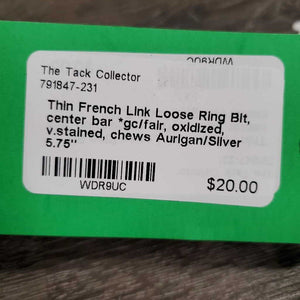 WDR9UC
The Tack Collector
791847-231
Thin French Link Loose Ring Bit,
center bar *gc/fair, oxidized,
v.stained, chews Aurigan/Silver
5.75"
WDR9UC
$20.00